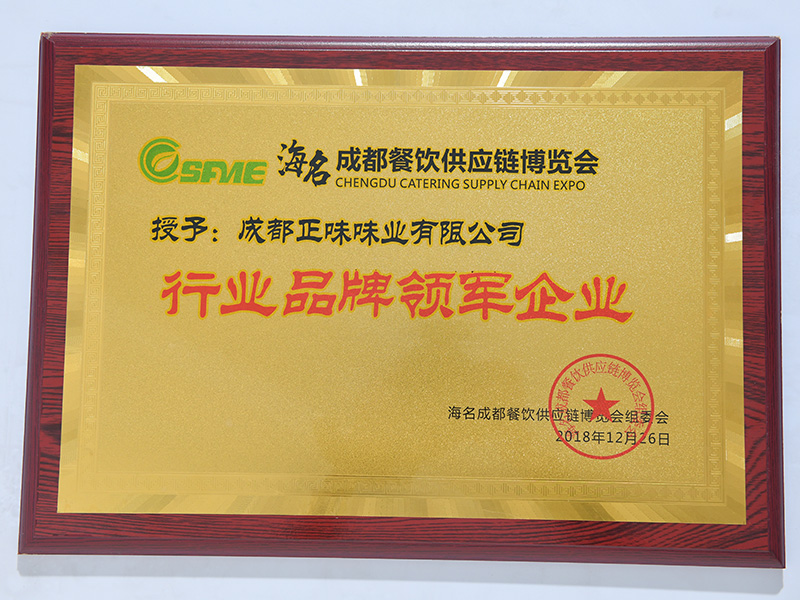 CSFME 海名 成都餐饮供应链博览会
CHENGDU CATERING SUPPLY CHAIN EXPO
授予：成都正味味业有限公司
行业品牌领军企业
海名成都餐饮供应链博览会组委会
2018年12月26日